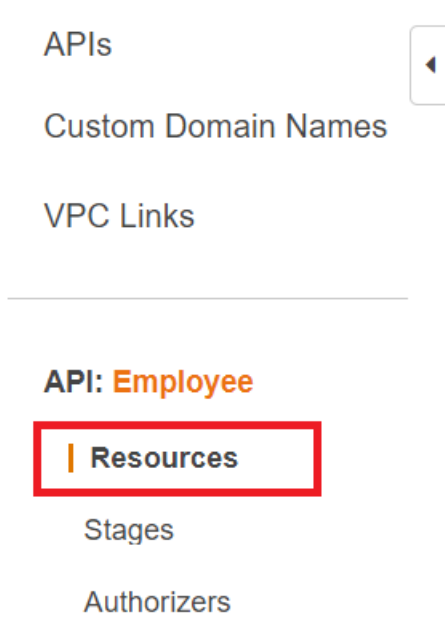 APIs
Custom Domain Names
VPC Links
API: Employee
Resources
Stages
Authorizers